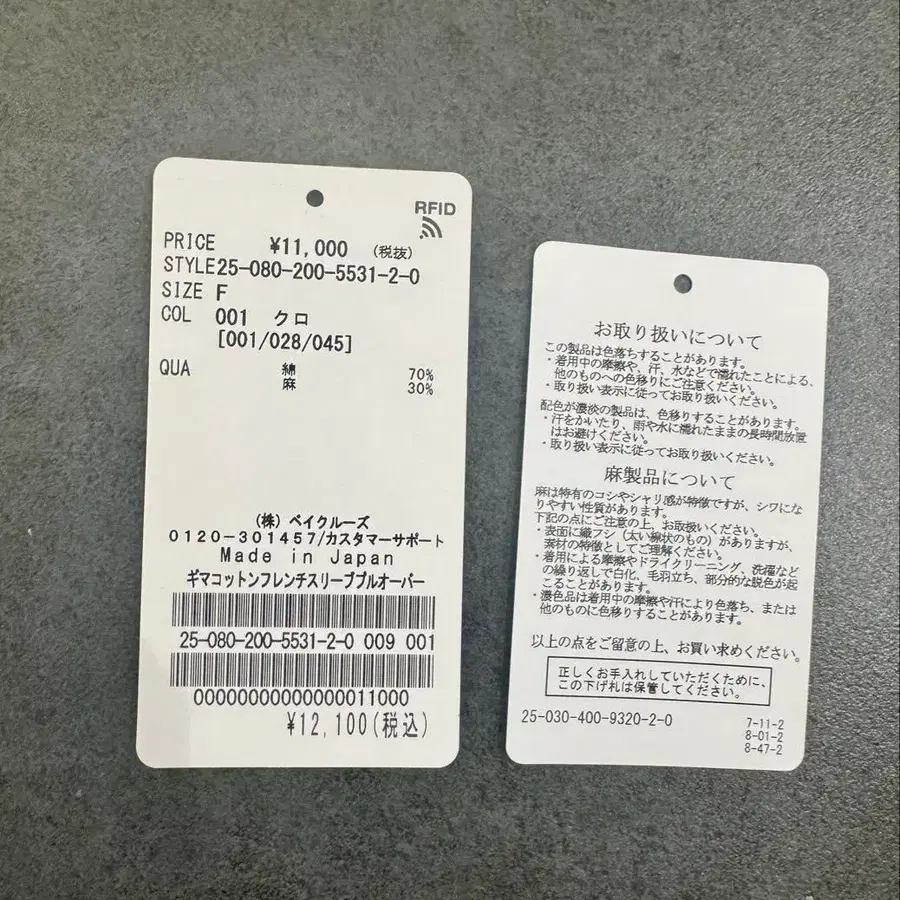 RFID
PRICE ¥11,000 (税抜)
STYLE25-080-200-5531-2-0
SIZE F
COL 001 クロ
[001/028/045]
QUA 綿 70%
麻 30%
(株) ベイクルーズ
0120-301457/カスタマーサポート
Made in Japan
ギマコットンフレンチスリーブプルオーバー
25-080-200-5531-2-0 009 001
000000000000000011000
¥12,100(税込)
お取り扱いについて
この製品は色落ちすることがあります。
・着用中の摩擦や、汗、水などで濡れたことによる、
他のものへの色移りにご注意ください。
・取り扱い表示に従ってお取り扱いください。
配色が濃淡の製品は、色移りすることがあります。
・汗をかいたり、雨や水に濡れたままの長時間放置
はお避けください。
・取り扱い表示に従ってお取り扱いください。
麻製品について
麻は特有のコシやシャリ感が特徴ですが、シワにな
りやすい性質があります。
下記の点にご注意の上、お取扱いください。
・表面に織フシ（太い線状のもの）がありますが、
素材の特徴としてご理解ください。
・着用による摩擦やドライクリーニング、洗濯など
の繰り返しで白化、毛羽立ち、部分的な脱色が起
こることがあります。
・濃色品は着用中の摩擦や汗により色落ち、または
他のものに色移りすることがあります。
以上の点をご留意の上、お買い求めください。
正しくお手入れしていただくために、
この下げ札は保管してください。
25-030-400-9320-2-0
7-11-2
8-01-2
8-47-2